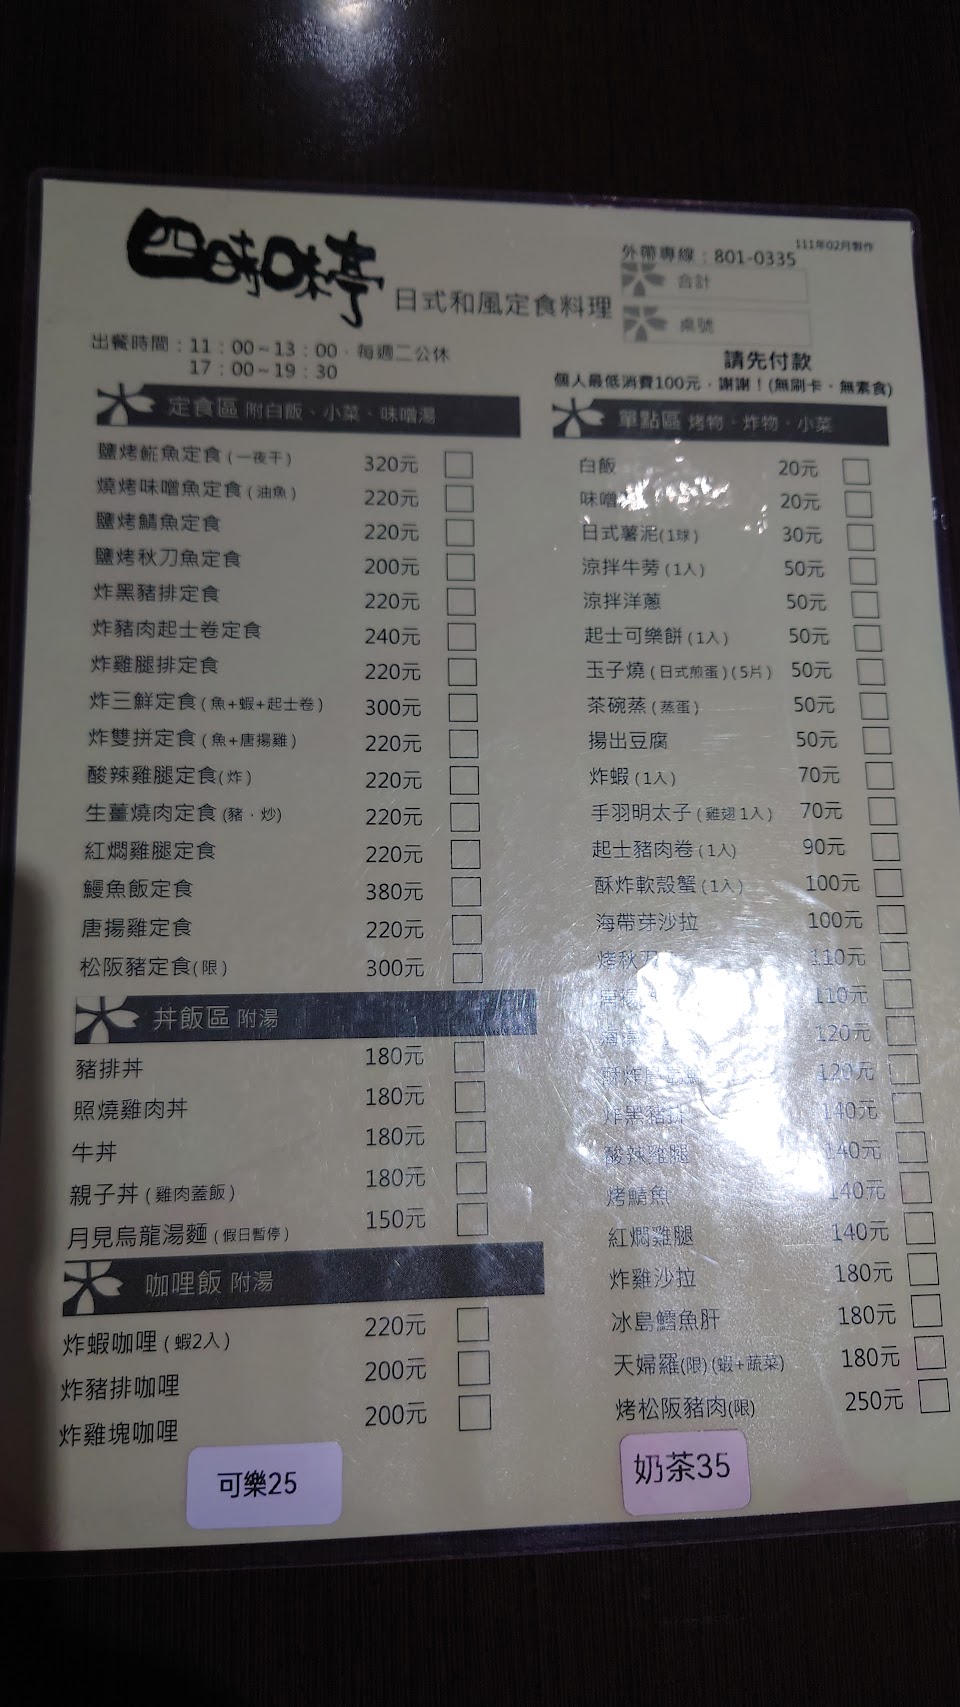 四時味亭
日式和風定食料理
111年02月製作
外帶專線：801-0335
合計
桌號
出餐時間：11：00~13：00．每週二公休
17：00~19：30
請先付款
個人最低消費100元．謝謝！(無刷卡．無素食)
定食區 附白飯、小菜、味噌湯
鹽烤䱛魚定食(一夜干) 320元
燒烤味噌魚定食(油魚) 220元
鹽烤鯖魚定食 220元
鹽烤秋刀魚定食 200元
炸黑豬排定食 220元
炸豬肉起士卷定食 240元
炸雞腿排定食 220元
炸三鮮定食(魚+蝦+起士卷) 300元
炸雙拼定食(魚+唐揚雞) 220元
酸辣雞腿定食(炸) 220元
生薑燒肉定食(豬．炒) 220元
紅燜雞腿定食 220元
鰻魚飯定食 380元
唐揚雞定食 220元
松阪豬定食(限) 300元
丼飯區 附湯
豬排丼 180元
照燒雞肉丼 180元
牛丼 180元
親子丼(雞肉蓋飯) 180元
月見烏龍湯麵(假日暫停) 150元
咖哩飯 附湯
炸蝦咖哩(蝦2入) 220元
炸豬排咖哩 200元
炸雞塊咖哩 200元
可樂25
單點區 烤物．炸物．小菜
白飯 20元
味噌 20元
日式薯泥(1球) 30元
涼拌牛蒡(1人) 50元
涼拌洋蔥 50元
起士可樂餅(1入) 50元
玉子燒(日式煎蛋)(5片) 50元
茶碗蒸(蒸蛋) 50元
揚出豆腐 50元
炸蝦(1入) 70元
手羽明太子(雞翅1入) 70元
起士豬肉卷(1入) 90元
酥炸軟殼蟹(1入) 100元
海帶芽沙拉 100元
烤秋刀 110元
110元
120元
酥炸 120元
炸黑豬排 140元
酸辣雞腿 140元
烤鯖魚 140元
紅燜雞腿 140元
炸雞沙拉 180元
冰島鱈魚肝 180元
天婦羅(限)(蝦+蔬菜) 180元
烤松阪豬肉(限) 250元
奶茶35